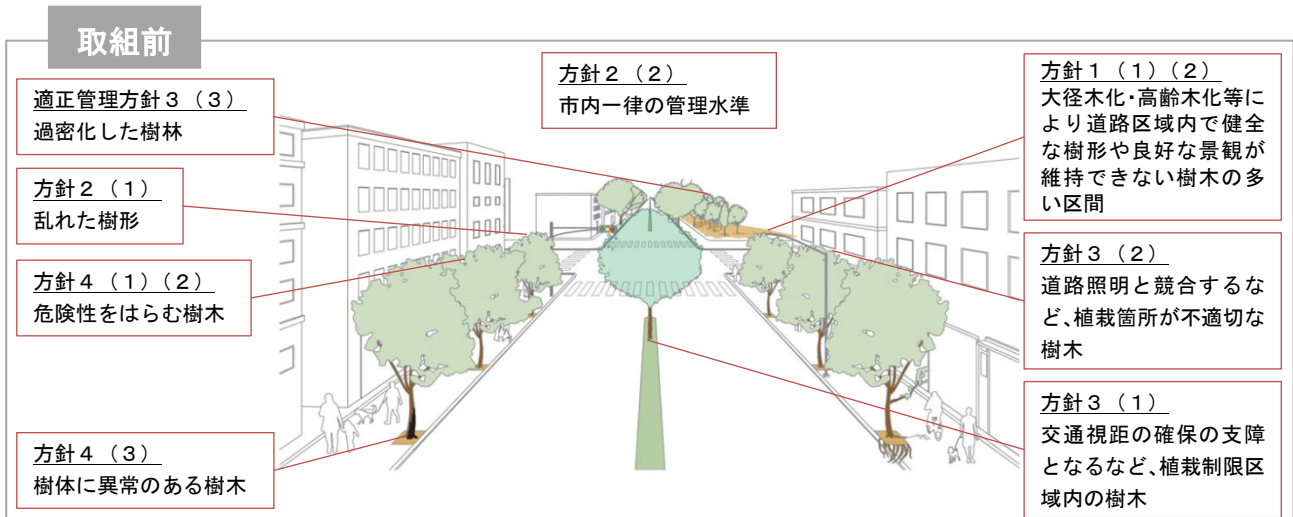 取組前
適正管理方針3（3）
過密化した樹林
方針2（1）
乱れた樹形
方針4（1）（2）
危険性をはらむ樹木
方針4（3）
樹体に異常のある樹木
方針2（2）
市内一律の管理水準
方針1（1）（2）
大径木化・高齢木化等に
より道路区域内で健全
な樹形や良好な景観が
維持できない樹木の多
い区間
方針3（2）
道路照明と競合するな
ど、植栽箇所が不適切な
樹木
方針3（1）
交通視距の確保の支障
となるなど、植栽制限区
域内の樹木